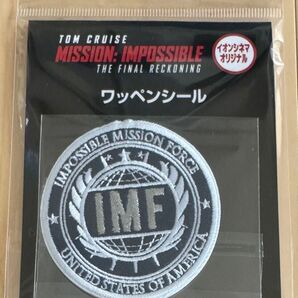 TOM CRUISE
MISSION: IMPOSSIBLE
THE FINAL RECKONING
イオンシネマ
オリジナル
ワッペンシール
IMPOSSIBLE MISSION FORCE
IMF
UNITED STATES OF AMERICA